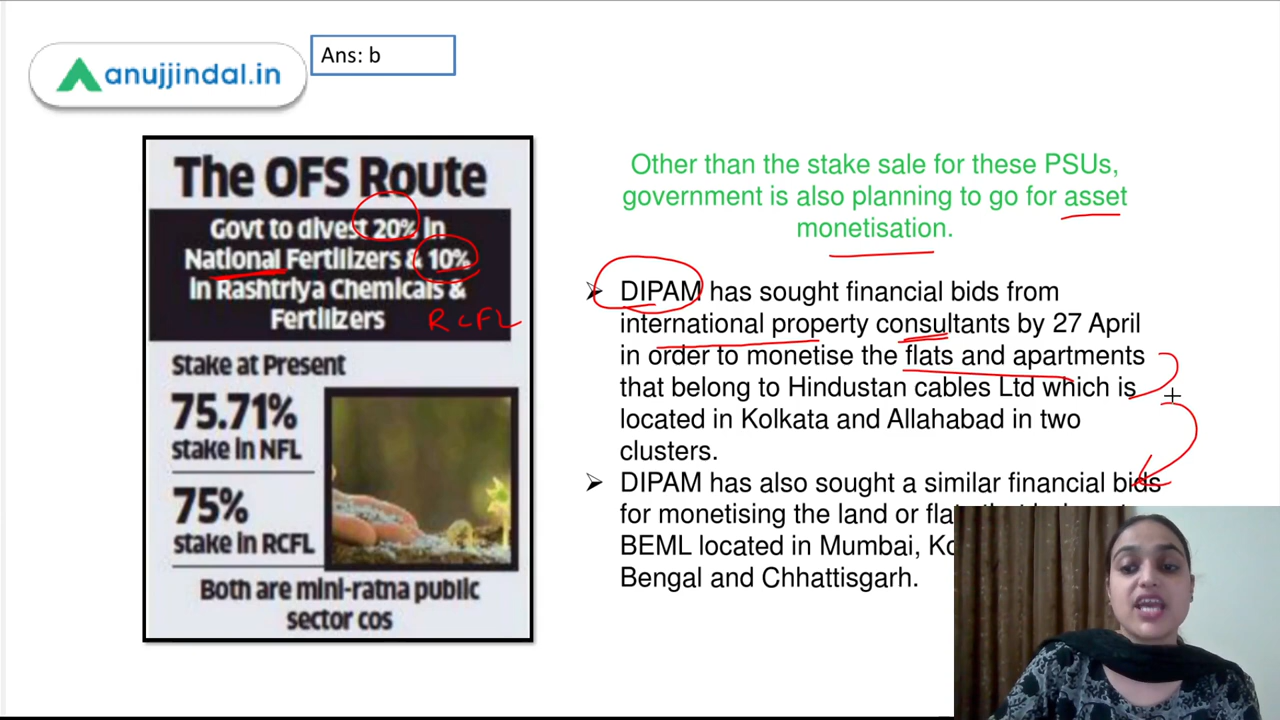 anujjindal.in
Ans: b
The OFS Route
Govt to divest 20% in
National Fertilizers & 10%
in Rashtriya Chemicals &
Fertilizers
RCFL
Stake at Present
75.71%
stake in NFL
75%
stake in RCFL
Both are mini-ratna public
sector cos
Other than the stake sale for these PSUs,
government is also planning to go for asset
monetisation.
➢ DIPAM has sought financial bids from
international property consultants by 27 April
in order to monetise the flats and apartments
that belong to Hindustan cables Ltd which is
located in Kolkata and Allahabad in two
clusters.
➢ DIPAM has also sought a similar financial bids
for monetising the land or
BEML located in Mumbai,
Bengal and Chhattisgarh.